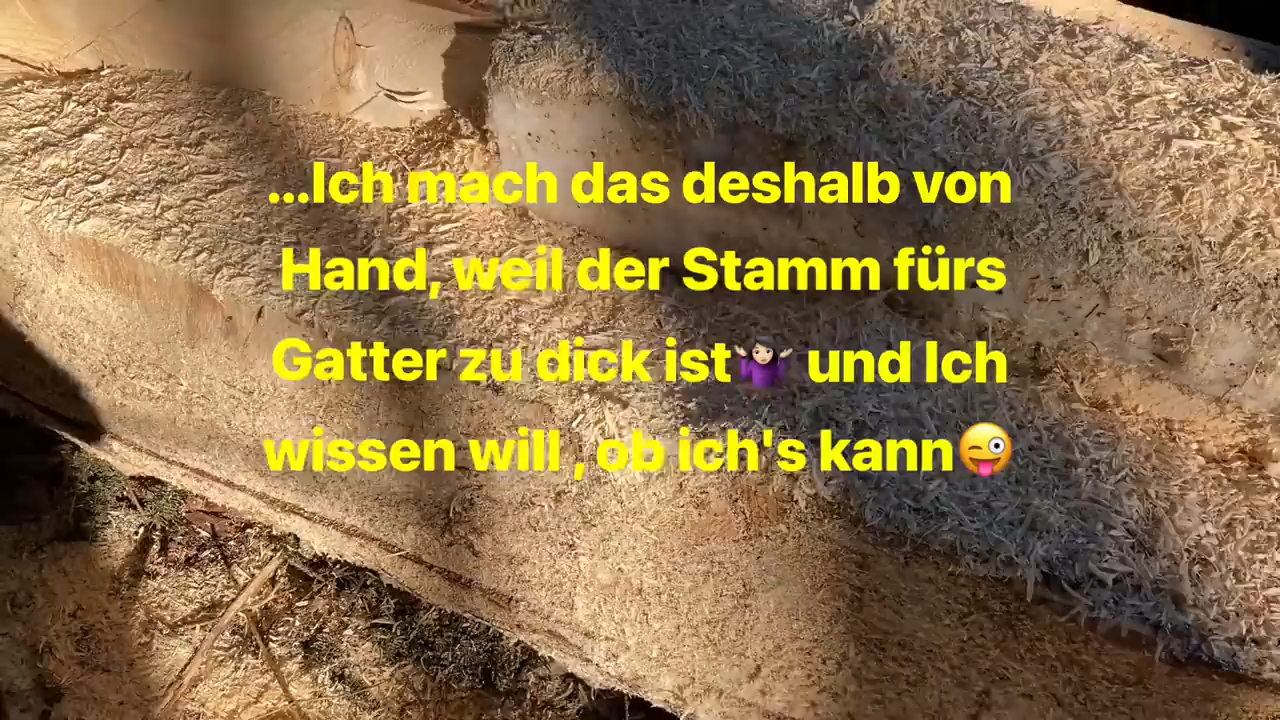 ...Ich mach das deshalb von
Hand, weil der Stamm fürs
Gatter zu dick ist🤷🏻‍♀️ und Ich
wissen will , ob ich's kann😜